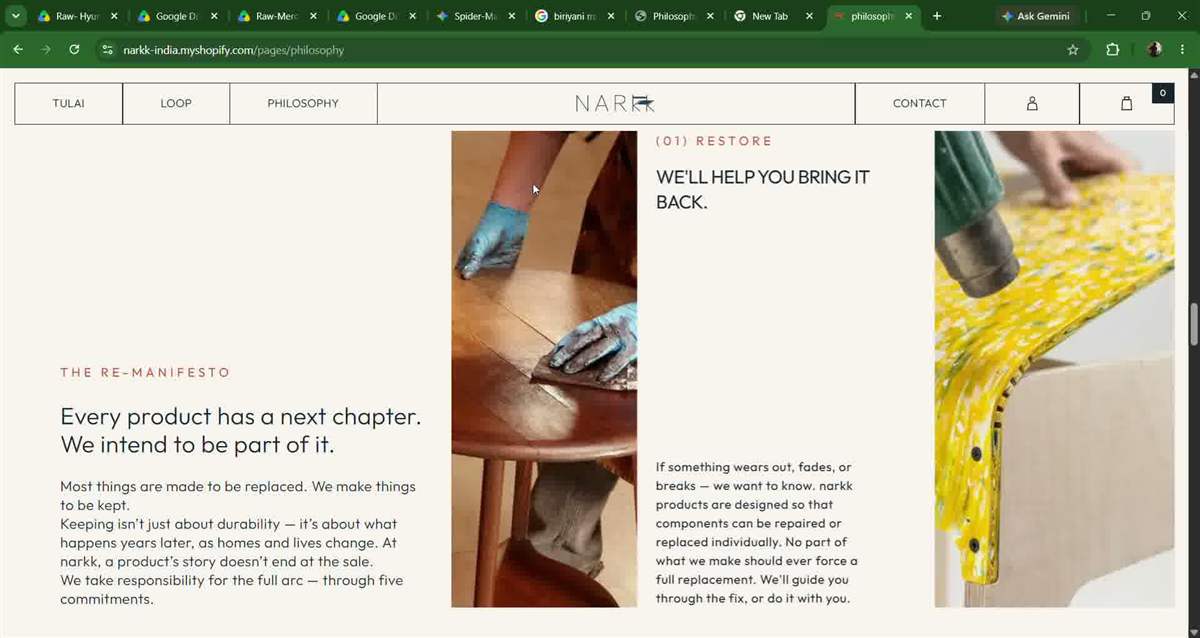 Raw- Hyun
Google D
Raw-Merc
Google D
Spider-Ma
biriyani m
Philosoph
New Tab
philosoph
Ask Gemini
narkk-india.myshopify.com/pages/philosophy
TULAI
LOOP
PHILOSOPHY
NARKK
CONTACT
0
(01) RESTORE
WE'LL HELP YOU BRING IT
BACK.
THE RE-MANIFESTO
Every product has a next chapter.
We intend to be part of it.
Most things are made to be replaced. We make things
to be kept.
Keeping isn't just about durability — it's about what
happens years later, as homes and lives change. At
narkk, a product's story doesn't end at the sale.
We take responsibility for the full arc — through five
commitments.
If something wears out, fades, or
breaks — we want to know. narkk
products are designed so that
components can be repaired or
replaced individually. No part of
what we make should ever force a
full replacement. We'll guide you
through the fix, or do it with you.